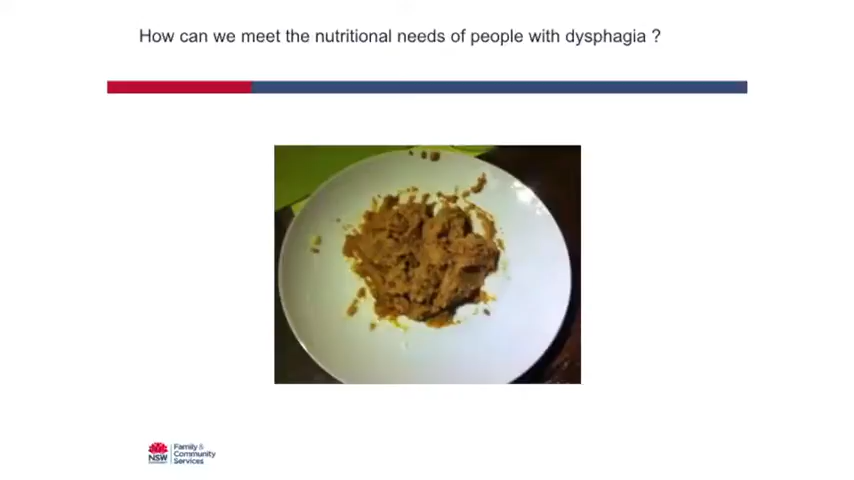 How can we meet the nutritional needs of people with dysphagia ?
NSW
Family &
Community
Services